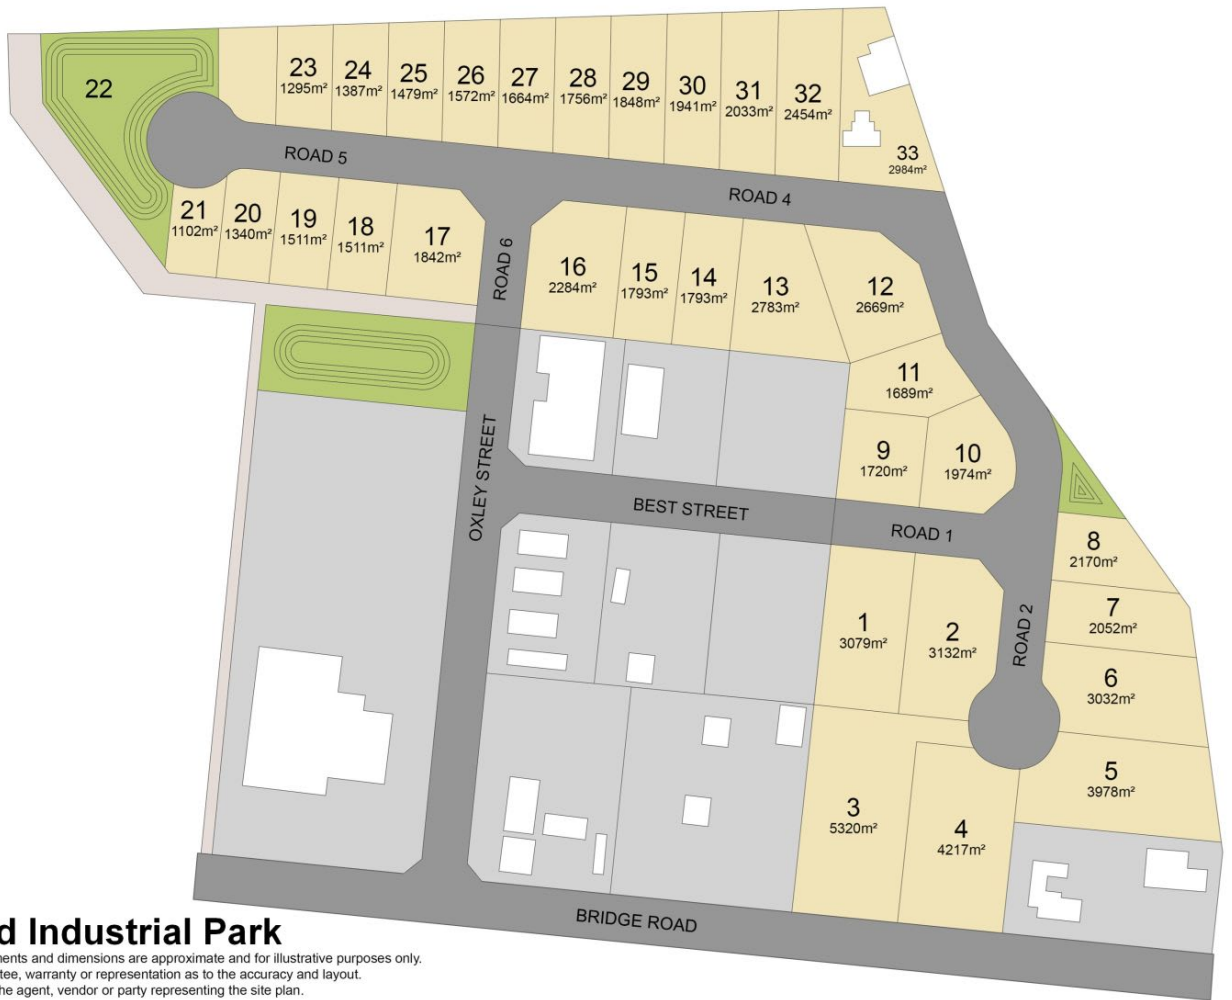 22
23
1295m²
24
1387m²
25
1479m²
26
1572m²
27
1664m²
28
1756m²
29
1848m²
30
1941m²
31
2033m²
32
2454m²
33
2984m²
ROAD 5
ROAD 4
21
1102m²
20
1340m²
19
1511m²
18
1511m²
17
1842m²
ROAD 6
16
2284m²
15
1793m²
14
1793m²
13
2783m²
12
2669m²
11
1689m²
9
1720m²
10
1974m²
OXLEY STREET
BEST STREET
ROAD 1
8
2170m²
7
2052m²
1
3079m²
2
3132m²
ROAD 2
6
3032m²
5
3978m²
3
5320m²
4
4217m²
BRIDGE ROAD
d Industrial Park
ents and dimensions are approximate and for illustrative purposes only.
tee, warranty or representation as to the accuracy and layout.
he agent, vendor or party representing the site plan.